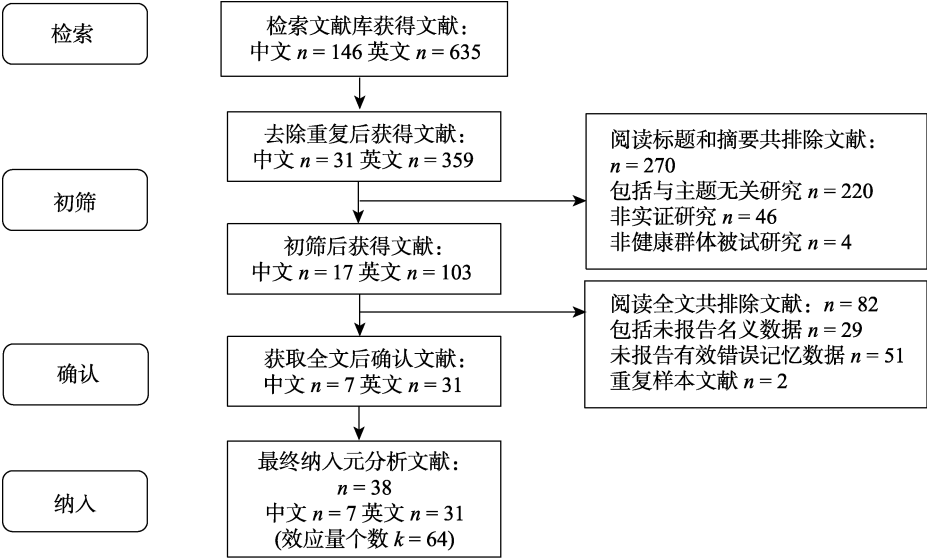 检索
检索文献库获得文献：
中文 n = 146 英文 n = 635
去除重复后获得文献：
中文 n = 31 英文 n = 359
初筛
阅读标题和摘要共排除文献：
n = 270
包括与主题无关研究 n = 220
非实证研究 n = 46
非健康群体被试研究 n = 4
初筛后获得文献：
中文 n = 17 英文 n = 103
阅读全文共排除文献：n = 82
包括未报告名义数据 n = 29
未报告有效错误记忆数据 n = 51
重复样本文献 n = 2
确认
获取全文后确认文献：
中文 n = 7 英文 n = 31
纳入
最终纳入元分析文献：
n = 38
中文 n = 7 英文 n = 31
(效应量个数 k = 64)